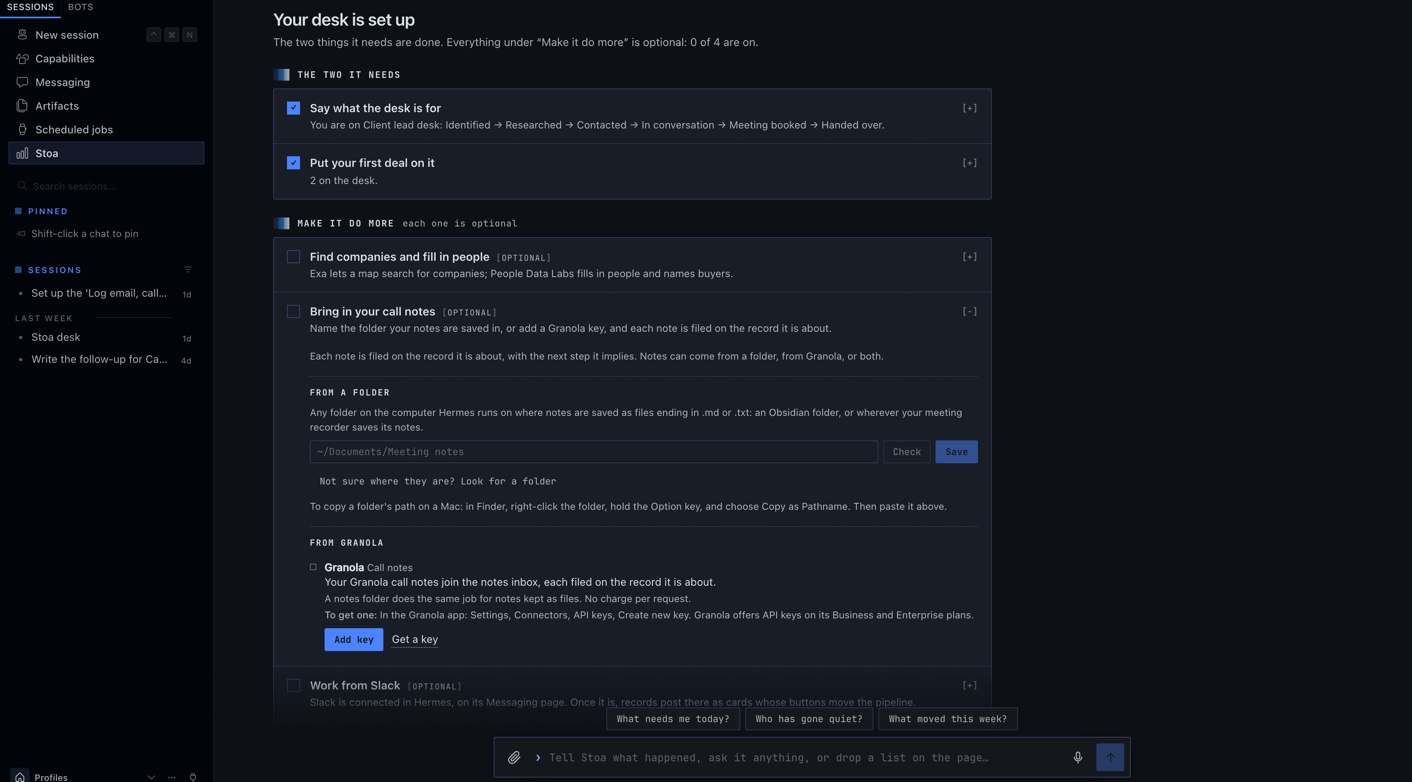 SESSIONS BOTS
New session ^ ⌘ N
Capabilities
Messaging
Artifacts
Scheduled jobs
Stoa
Search sessions...
PINNED
Shift-click a chat to pin
SESSIONS
Set up the 'Log email, call... 1d
LAST WEEK
Stoa desk 1d
Write the follow-up for Ca... 4d
Profiles
Your desk is set up
The two things it needs are done. Everything under “Make it do more” is optional: 0 of 4 are on.
THE TWO IT NEEDS
Say what the desk is for [+]
You are on Client lead desk: Identified → Researched → Contacted → In conversation → Meeting booked → Handed over.
Put your first deal on it [+]
2 on the desk.
MAKE IT DO MORE each one is optional
Find companies and fill in people [OPTIONAL] [+]
Exa lets a map search for companies; People Data Labs fills in people and names buyers.
Bring in your call notes [OPTIONAL] [-]
Name the folder your notes are saved in, or add a Granola key, and each note is filed on the record it is about.
Each note is filed on the record it is about, with the next step it implies. Notes can come from a folder, from Granola, or both.
FROM A FOLDER
Any folder on the computer Hermes runs on where notes are saved as files ending in .md or .txt: an Obsidian folder, or wherever your meeting
recorder saves its notes.
~/Documents/Meeting notes Check Save
Not sure where they are? Look for a folder
To copy a folder's path on a Mac: in Finder, right-click the folder, hold the Option key, and choose Copy as Pathname. Then paste it above.
FROM GRANOLA
Granola Call notes
Your Granola call notes join the notes inbox, each filed on the record it is about.
A notes folder does the same job for notes kept as files. No charge per request.
To get one: In the Granola app: Settings, Connectors, API keys, Create new key. Granola offers API keys on its Business and Enterprise plans.
Add key Get a key
Work from Slack [OPTIONAL] [+]
Slack is connected in Hermes, on its Messaging page. Once it is, records post there as cards whose buttons move the pipeline.
What needs me today? Who has gone quiet? What moved this week?
› Tell Stoa what happened, ask it anything, or drop a list on the page…